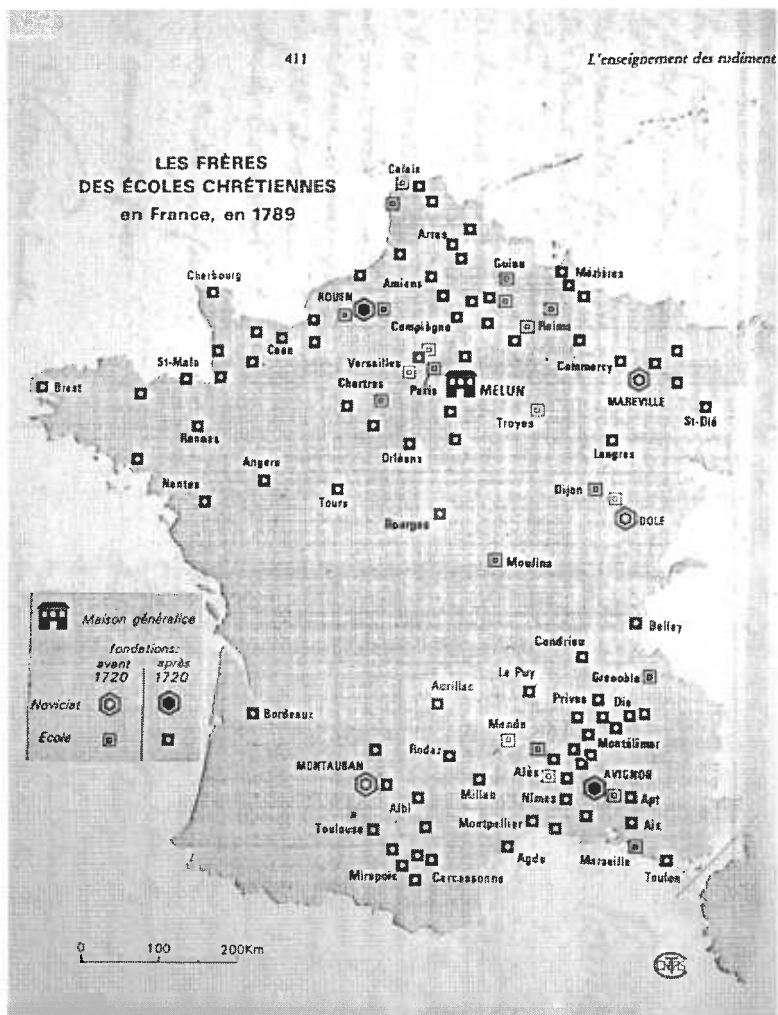 411
L'enseignement des rudiment
LES FRÈRES
DES ÉCOLES CHRÉTIENNES
en France, en 1789
Calais
Arras
Guise
Mézières
Cherbourg
Amiens
ROUEN
Compiègne
Reims
Caen
St-Malo
Versailles
Commercy
Brest
Chartres
Paris
MELUN
MAREVILLE
Troyes
St-Dié
Rennes
Orléans
Langres
Angers
Nantes
Tours
Dijon
Bourges
DOLE
Moulins
Maison généralice
fondations:
avant
1720
après
1720
Noviciat
Ecole
Belley
Condrieu
Le Puy
Grenoble
Aurillac
Privas
Die
Bordeaux
Mende
Montélimar
Rodez
MONTAUBAN
Alès
AVIGNON
Millau
Nîmes
Apt
Albi
Toulouse
Montpellier
Aix
Agde
Marseille
Mirepoix
Carcassonne
Toulon
0 100 200Km